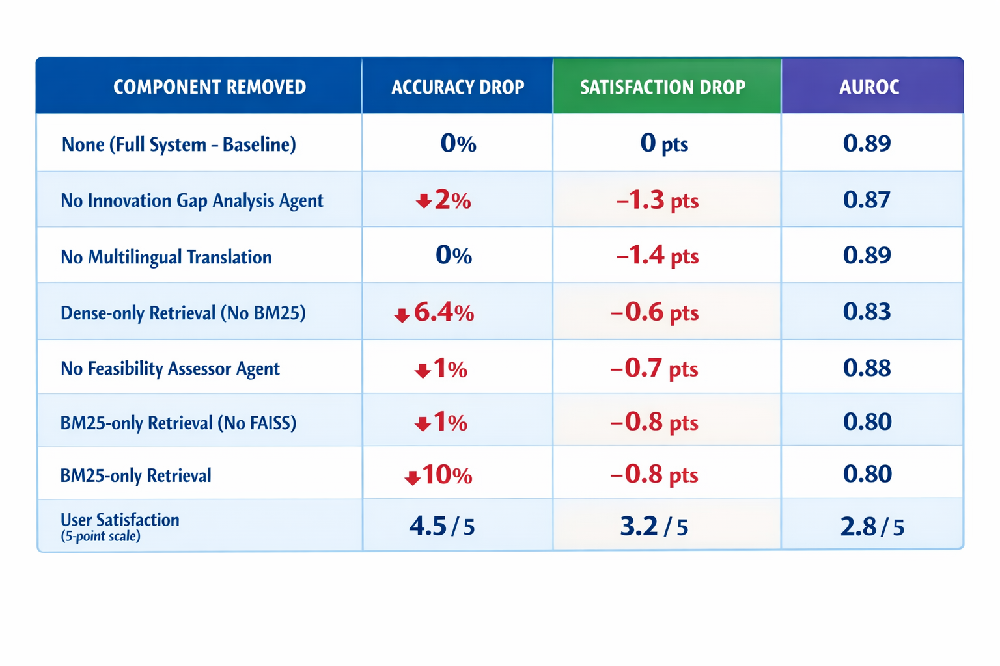 COMPONENT REMOVED ACCURACY DROP SATISFACTION DROP AUROC
None (Full System – Baseline) 0% 0 pts 0.89
No Innovation Gap Analysis Agent 🡇2% –1.3 pts 0.87
No Multilingual Translation 0% –1.4 pts 0.89
Dense-only Retrieval (No BM25) 🡇6.4% –0.6 pts 0.83
No Feasibility Assessor Agent 🡇1% –0.7 pts 0.88
BM25-only Retrieval (No FAISS) 🡇1% –0.8 pts 0.80
BM25-only Retrieval 🡇10% –0.8 pts 0.80
User Satisfaction 4.5 / 5 3.2 / 5 2.8 / 5
(5-point scale)